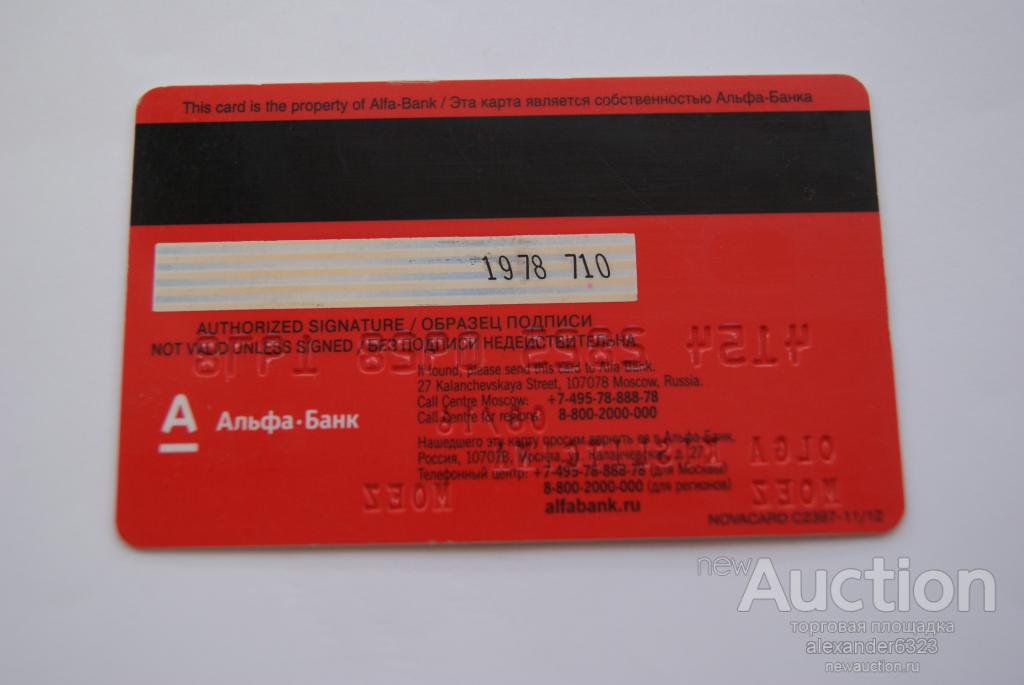 This card is the property of Alfa-Bank / Эта карта является собственностью Альфа-Банка
1978 710
AUTHORIZED SIGNATURE / ОБРАЗЕЦ ПОДПИСИ
NOT VALID UNLESS SIGNED / БЕЗ ПОДПИСИ НЕДЕЙСТВИТЕЛЬНА
If found, please send this card to Alfa-Bank.
27 Kalanchevskaya Street, 107078 Moscow, Russia.
Call Centre Moscow: +7-495-78-888-78
Call Centre for regions: 8-800-2000-000
А Альфа·Банк
Нашедшего эту карту просим вернуть ее в Альфа-Банк.
Россия, 107078, Москва, ул. Каланчевская, д. 27
Телефонный центр: +7-495-78-888-78 (для Москвы)
8-800-2000-000 (для регионов)
alfabank.ru
NOVACARD C2397-11/12
OLGA
MOEZ MOEZ
newAuction
торговая площадка
alexander6323
newauction.ru